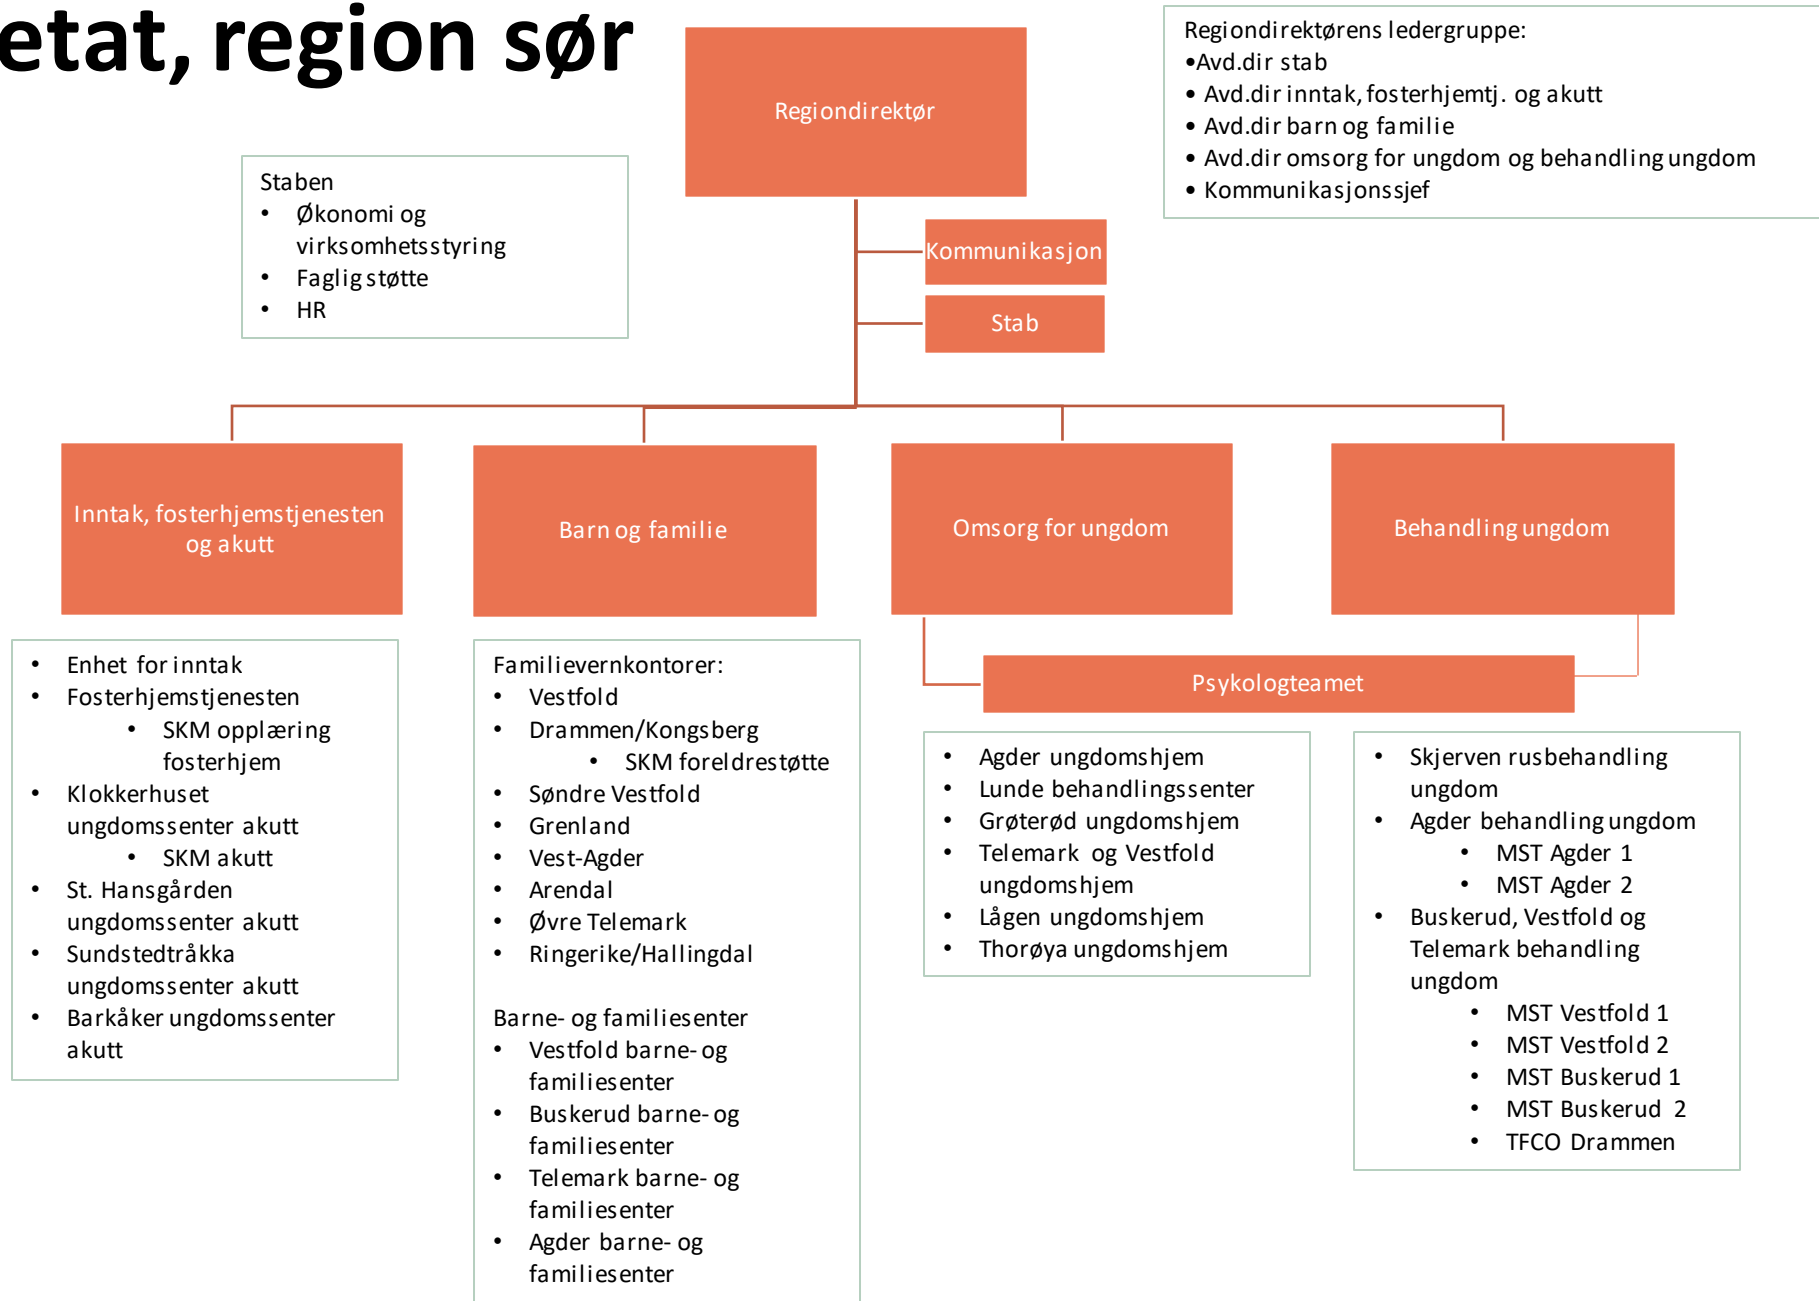 etat, region sør
Regiondirektør
Regiondirektørens ledergruppe:
•Avd.dir stab
• Avd.dir inntak, fosterhjemtj. og akutt
• Avd.dir barn og familie
• Avd.dir omsorg for ungdom og behandling ungdom
• Kommunikasjonssjef
Staben
• Økonomi og
virksomhetsstyring
• Faglig støtte
• HR
Kommunikasjon
Stab
Inntak, fosterhjemstjenesten
og akutt
Barn og familie
Omsorg for ungdom
Behandling ungdom
Psykologteamet
• Enhet for inntak
• Fosterhjemstjenesten
• SKM opplæring
fosterhjem
• Klokkerhuset
ungdomssenter akutt
• SKM akutt
• St. Hansgården
ungdomssenter akutt
• Sundstedtråkka
ungdomssenter akutt
• Barkåker ungdomssenter
akutt
Familievernkontorer:
• Vestfold
• Drammen/Kongsberg
• SKM foreldrestøtte
• Søndre Vestfold
• Grenland
• Vest-Agder
• Arendal
• Øvre Telemark
• Ringerike/Hallingdal
Barne- og familiesenter
• Vestfold barne- og
familiesenter
• Buskerud barne- og
familiesenter
• Telemark barne- og
familiesenter
• Agder barne- og
familiesenter
• Agder ungdomshjem
• Lunde behandlingssenter
• Grøterød ungdomshjem
• Telemark og Vestfold
ungdomshjem
• Lågen ungdomshjem
• Thorøya ungdomshjem
• Skjerven rusbehandling
ungdom
• Agder behandling ungdom
• MST Agder 1
• MST Agder 2
• Buskerud, Vestfold og
Telemark behandling
ungdom
• MST Vestfold 1
• MST Vestfold 2
• MST Buskerud 1
• MST Buskerud 2
• TFCO Drammen